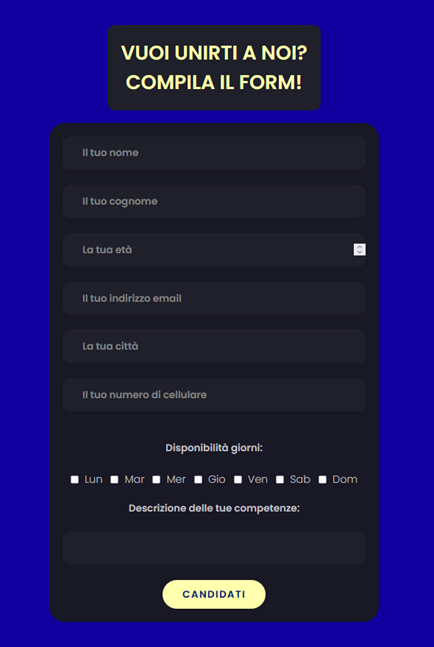 VUOI UNIRTI A NOI?
COMPILA IL FORM!
Il tuo nome
Il tuo cognome
La tua età
Il tuo indirizzo email
La tua città
Il tuo numero di cellulare
Disponibilità giorni:
Lun Mar Mer Gio Ven Sab Dom
Descrizione delle tue competenze:
CANDIDATI